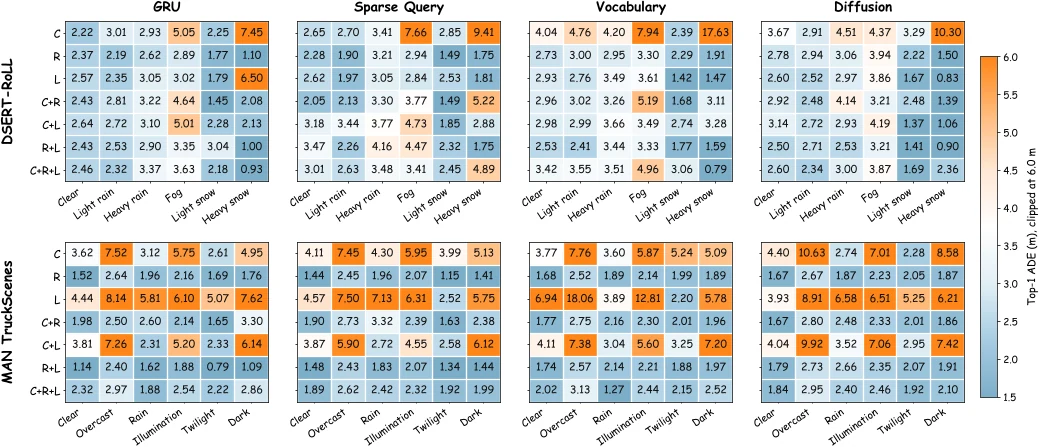 GRU Sparse Query Vocabulary Diffusion
DSERT-RoLL
C 2.22 3.01 2.93 5.05 2.25 7.45 2.65 2.70 3.41 7.66 2.85 9.41 4.04 4.76 4.20 7.94 2.39 17.63 3.67 2.91 4.51 4.37 3.29 10.30
R 2.37 2.19 2.62 2.89 1.77 1.10 2.28 1.90 3.21 2.94 1.49 1.75 2.73 3.00 2.95 3.30 2.29 1.91 2.78 2.94 3.06 3.94 2.22 1.50
L 2.57 2.35 3.05 3.02 1.79 6.50 2.62 1.97 3.05 2.84 2.53 1.81 2.93 2.76 3.49 3.61 1.42 1.47 2.60 2.52 2.97 3.86 1.67 0.83
C+R 2.43 2.81 3.22 4.64 1.45 2.08 2.05 2.13 3.30 3.77 1.49 5.22 2.96 3.02 3.26 5.19 1.68 3.11 2.92 2.48 4.14 3.21 2.48 1.39
C+L 2.64 2.72 3.10 5.01 2.28 2.13 3.18 3.44 3.77 4.73 1.85 2.88 2.98 2.99 3.66 3.49 2.74 3.28 3.14 2.72 2.93 4.19 1.37 1.06
R+L 2.43 2.53 2.90 3.35 3.04 1.00 3.47 2.26 4.16 4.47 2.32 1.75 2.53 2.41 3.44 3.33 1.77 1.59 2.50 2.71 2.53 3.21 1.41 0.90
C+R+L 2.46 2.32 3.37 3.63 2.18 0.93 3.01 2.63 3.48 3.41 2.45 4.89 3.42 3.55 3.51 4.96 3.06 0.79 2.60 2.34 3.00 3.87 1.69 2.36
Clear Light rain Heavy rain Fog Light snow Heavy snow Clear Light rain Heavy rain Fog Light snow Heavy snow Clear Light rain Heavy rain Fog Light snow Heavy snow Clear Light rain Heavy rain Fog Light snow Heavy snow
MAN TruckScenes
C 3.62 7.52 3.12 5.75 2.61 4.95 4.11 7.45 4.30 5.95 3.99 5.13 3.77 7.76 3.60 5.87 5.24 5.09 4.40 10.63 2.74 7.01 2.28 8.58
R 1.52 2.64 1.96 2.16 1.69 1.76 1.44 2.45 1.96 2.07 1.15 1.41 1.68 2.52 1.89 2.14 1.99 1.89 1.67 2.67 1.87 2.23 2.05 1.87
L 4.44 8.14 5.81 6.10 5.07 7.62 4.57 7.50 7.13 6.31 2.52 5.75 6.94 18.06 3.89 12.81 2.20 5.78 3.93 8.91 6.58 6.51 5.25 6.21
C+R 1.98 2.50 2.60 2.14 1.65 3.30 1.90 2.73 3.32 2.39 1.63 2.38 1.77 2.75 2.16 2.30 2.01 1.96 1.67 2.80 2.48 2.33 2.01 1.86
C+L 3.81 7.26 2.31 5.20 2.33 6.14 3.87 5.90 2.72 4.55 2.58 6.12 4.11 7.38 3.04 5.60 3.25 7.20 4.04 9.92 3.52 7.06 2.95 7.42
R+L 1.14 2.40 1.62 1.88 0.79 1.09 1.48 2.43 1.83 2.07 1.34 1.44 1.74 2.57 2.14 2.21 1.88 1.97 1.79 2.73 2.66 2.35 2.07 1.91
C+R+L 2.32 2.97 1.88 2.54 2.22 2.86 1.89 2.62 2.42 2.32 1.92 1.99 2.02 3.13 1.27 2.44 2.15 2.52 1.84 2.95 2.40 2.46 1.92 2.10
Clear Overcast Rain Illumination Twilight Dark Clear Overcast Rain Illumination Twilight Dark Clear Overcast Rain Illumination Twilight Dark Clear Overcast Rain Illumination Twilight Dark
6.0
5.5
5.0
4.5
4.0
3.5
3.0
2.5
2.0
1.5
Top-1 ADE (m), clipped at 6.0 m